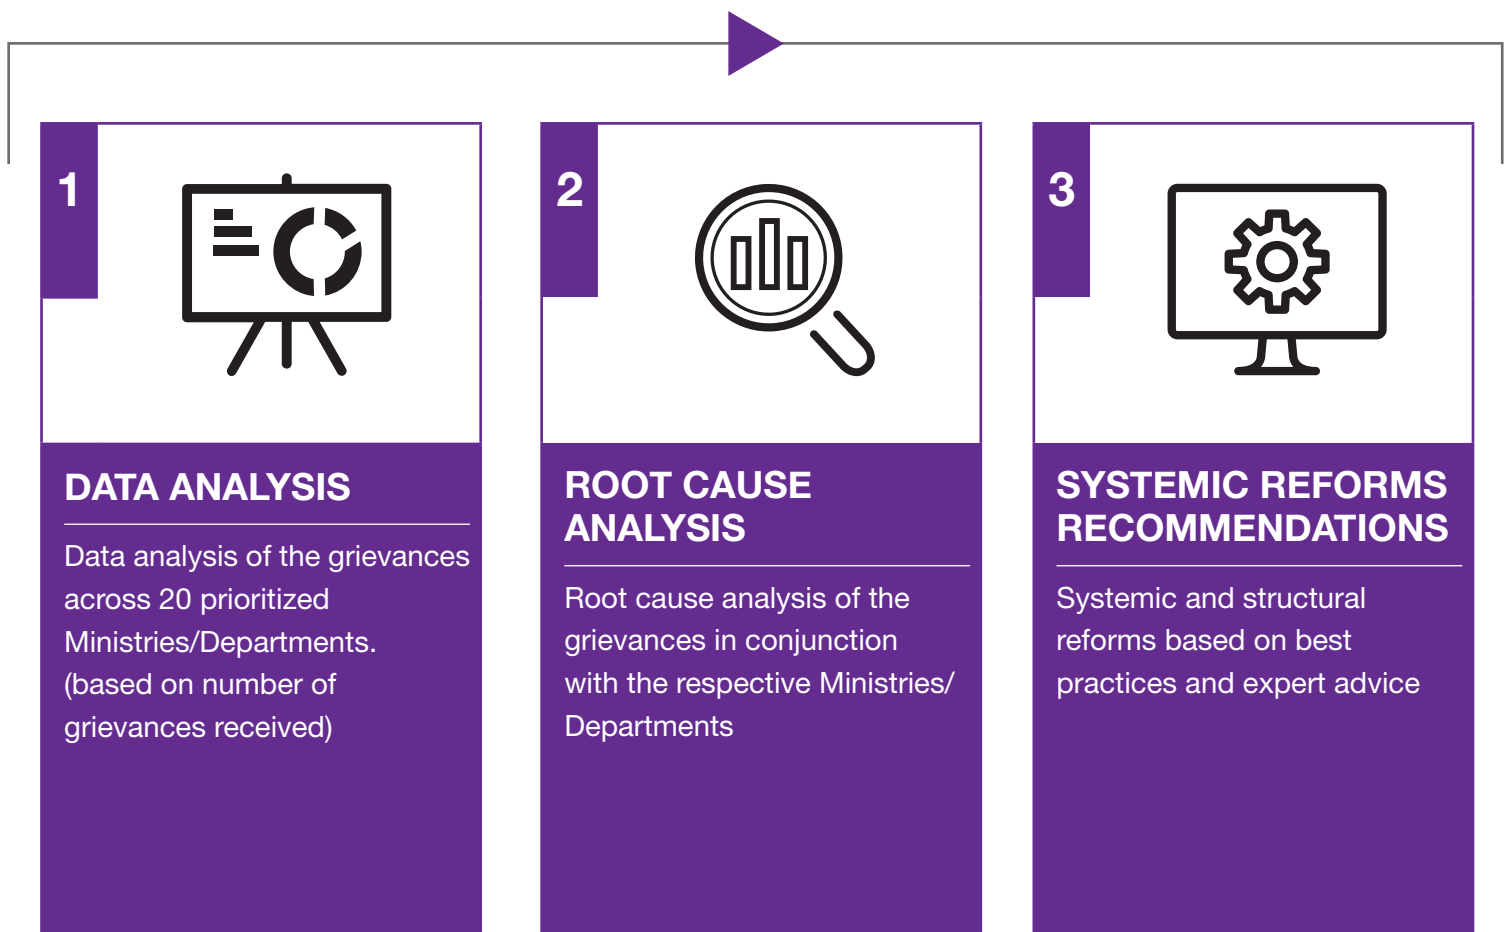 1
DATA ANALYSIS
Data analysis of the grievances
across 20 prioritized
Ministries/Departments.
(based on number of
grievances received)
2
ROOT CAUSE
ANALYSIS
Root cause analysis of the
grievances in conjunction
with the respective Ministries/
Departments
3
SYSTEMIC REFORMS
RECOMMENDATIONS
Systemic and structural
reforms based on best
practices and expert advice